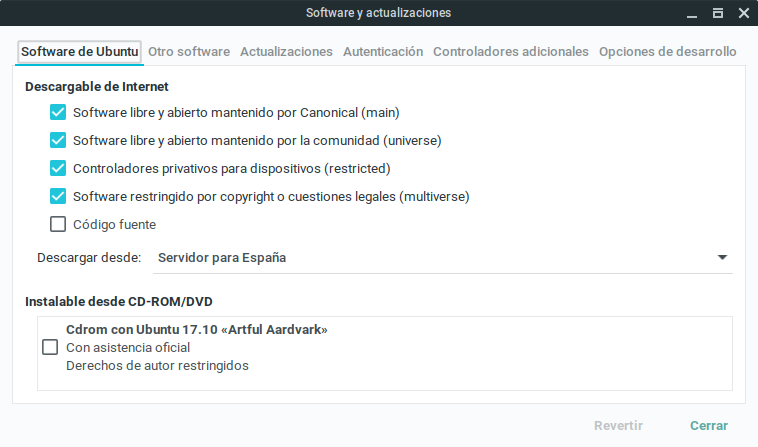 Software y actualizaciones
Software de Ubuntu Otro software Actualizaciones Autenticación Controladores adicionales Opciones de desarrollo
Descargable de Internet
Software libre y abierto mantenido por Canonical (main)
Software libre y abierto mantenido por la comunidad (universe)
Controladores privativos para dispositivos (restricted)
Software restringido por copyright o cuestiones legales (multiverse)
Código fuente
Descargar desde: Servidor para España
Instalable desde CD-ROM/DVD
Cdrom con Ubuntu 17.10 «Artful Aardvark»
Con asistencia oficial
Derechos de autor restringidos
Revertir Cerrar